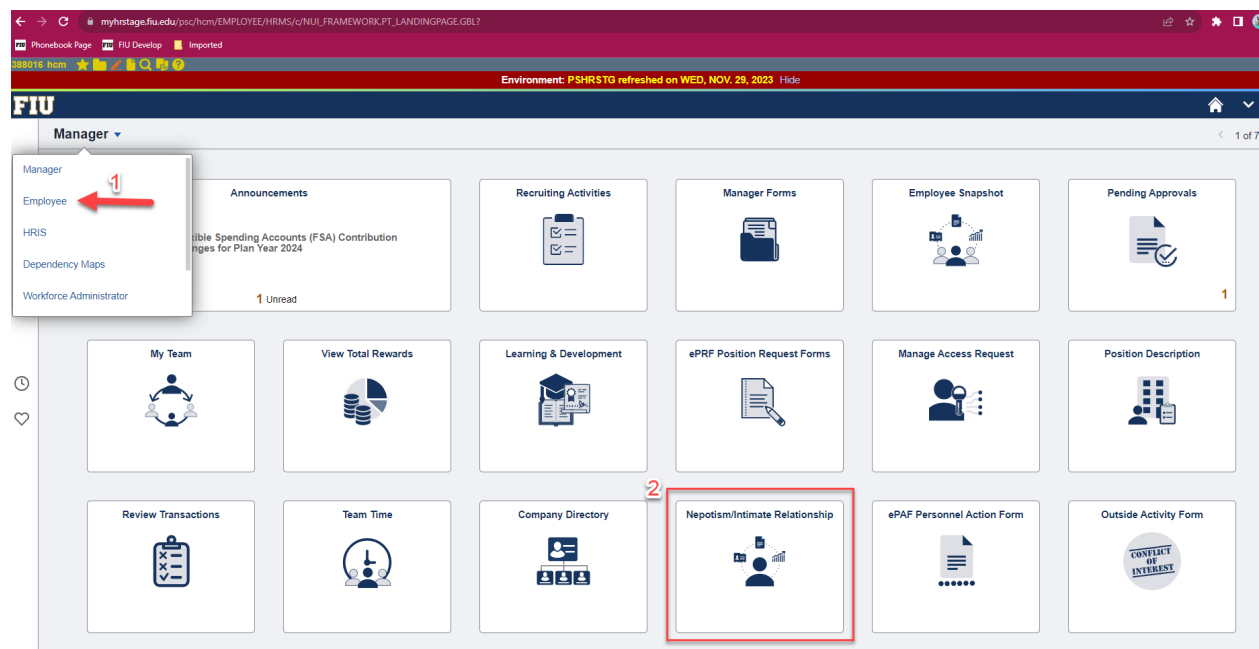 myhrstage.fiu.edu/psc/hcm/EMPLOYEE/HRMS/c/NUI_FRAMEWORK.PT_LANDINGPAGE.GBL?
FIU Phonebook Page FIU FIU Develop Imported
388016 hcm
Environment: PSHRSTG refreshed on WED, NOV. 29, 2023 Hide
FIU
Manager
1 of 7
Manager
1
Employee
HRIS
Dependency Maps
Workforce Administrator
Announcements
ible Spending Accounts (FSA) Contribution
nges for Plan Year 2024
1 Unread
Recruiting Activities
Manager Forms
Employee Snapshot
Pending Approvals
1
My Team
View Total Rewards
Learning & Development
ePRF Position Request Forms
Manage Access Request
Position Description
2
Review Transactions
Team Time
Company Directory
Nepotism/Intimate Relationship
ePAF Personnel Action Form
Outside Activity Form
CONFLICT
OF
INTEREST